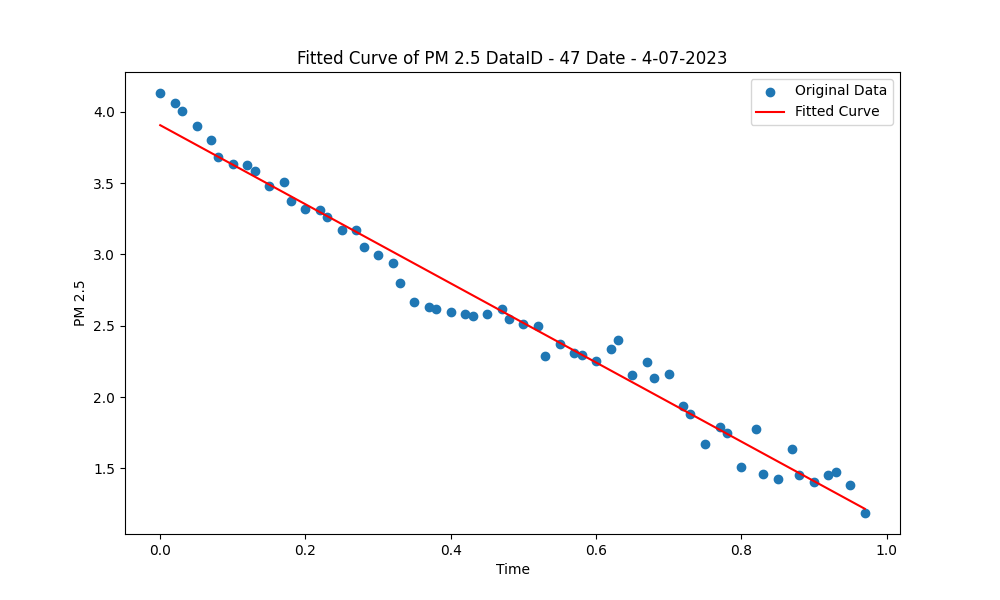 Fitted Curve of PM 2.5 DataID - 47 Date - 4-07-2023
Original Data
Fitted Curve
4.0
3.5
3.0
2.5
2.0
1.5
PM 2.5
0.0 0.2 0.4 0.6 0.8 1.0
Time